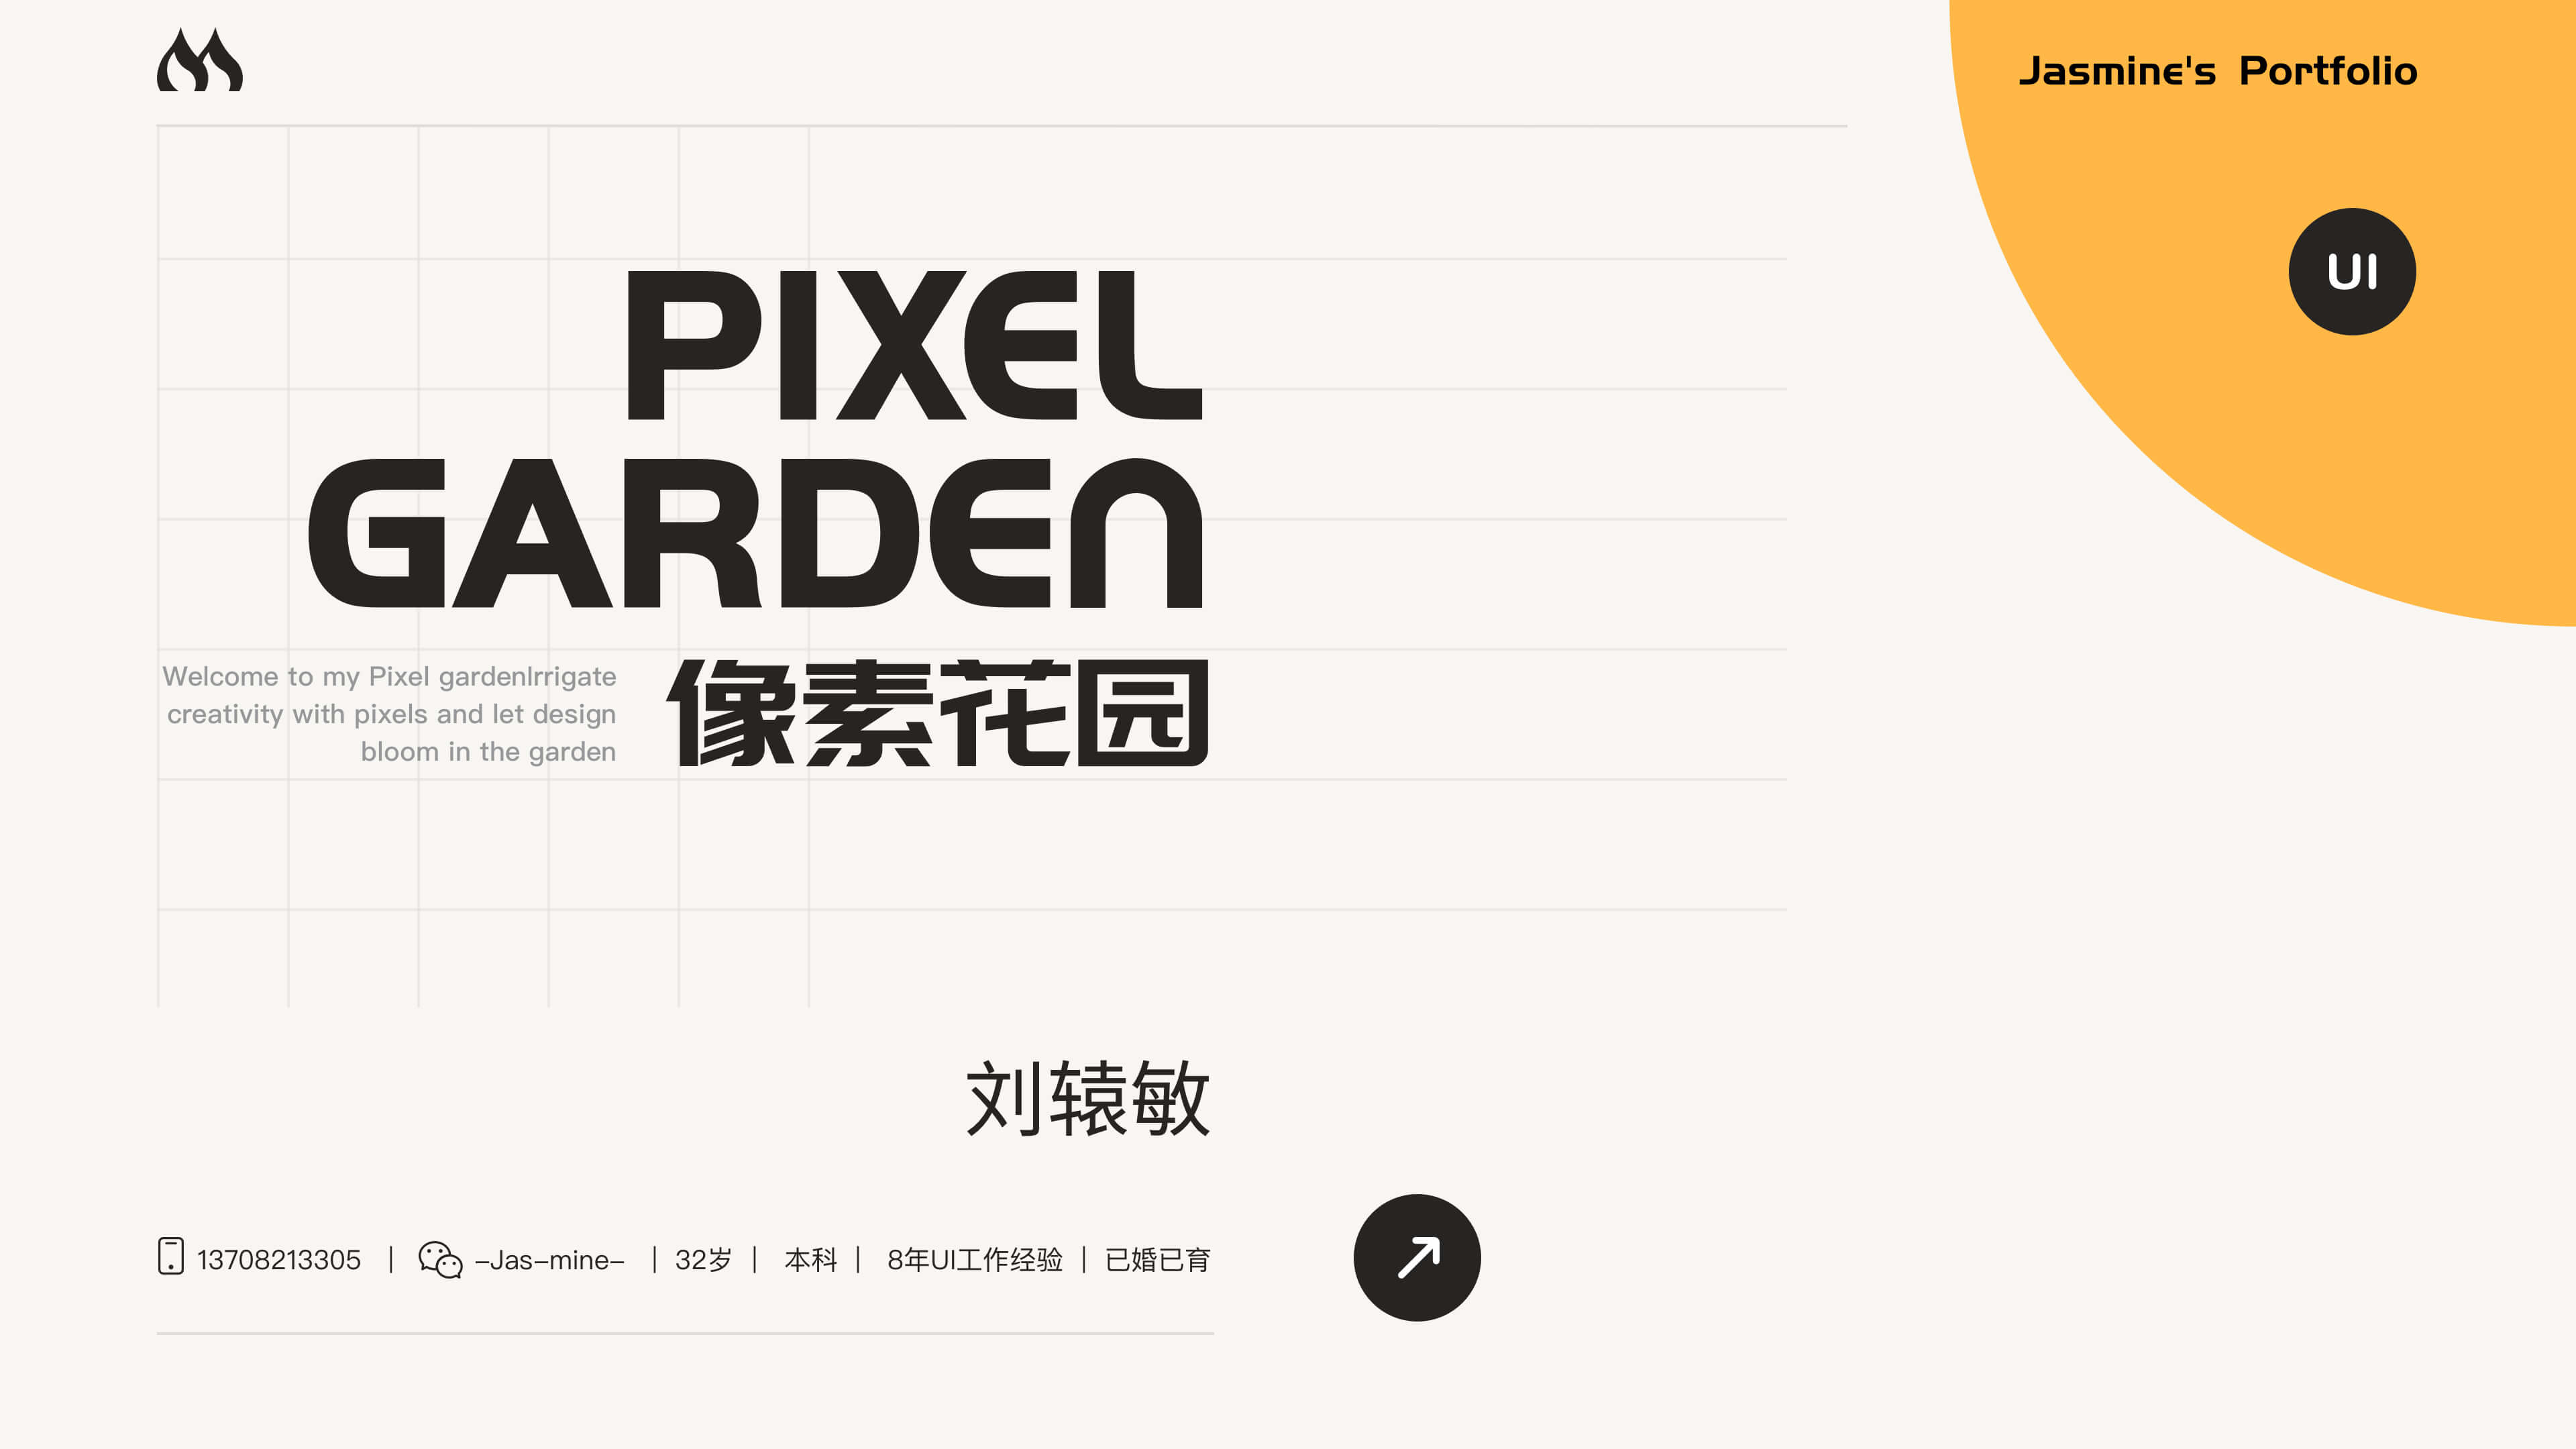 Jasmine's Portfolio
UI
PIXEL
GARDEN
像素花园
Welcome to my Pixel gardenIrrigate
creativity with pixels and let design
bloom in the garden
刘辕敏
13708213305 | –Jas–mine– | 32岁 | 本科 | 8年UI工作经验 | 已婚已育